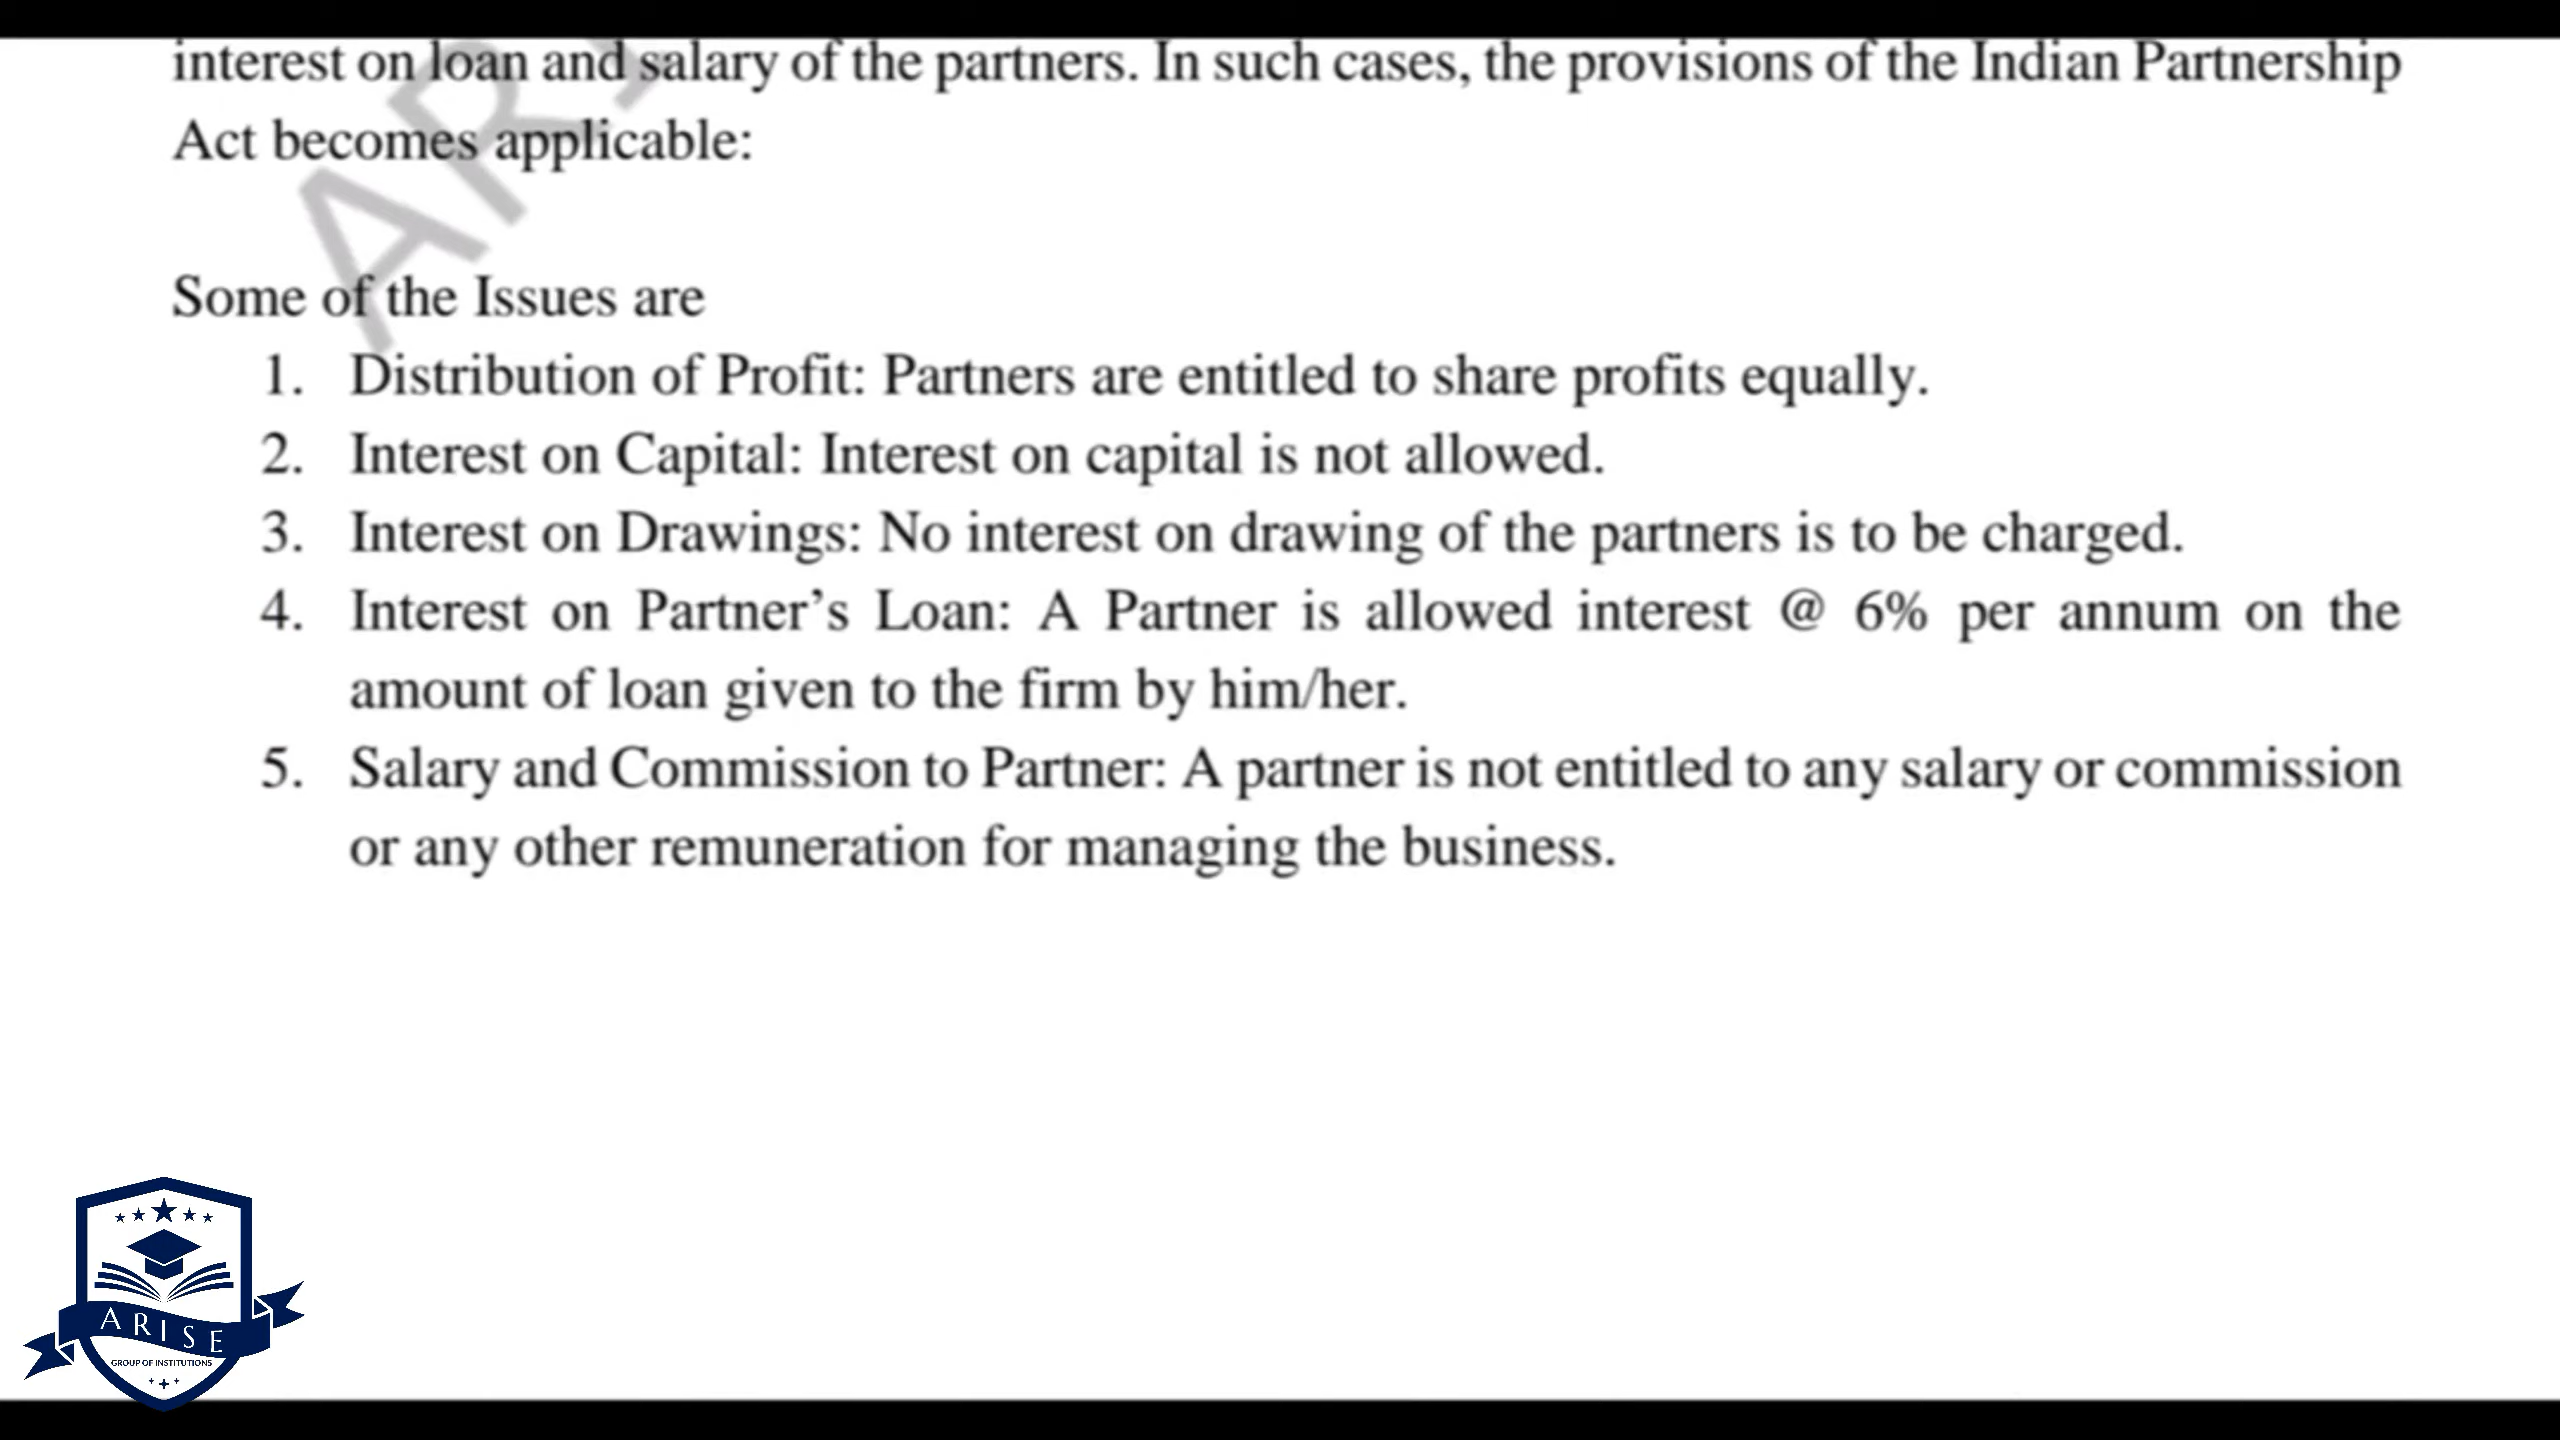 interest on loan and salary of the partners. In such cases, the provisions of the Indian Partnership
Act becomes applicable:
Some of the Issues are
1. Distribution of Profit: Partners are entitled to share profits equally.
2. Interest on Capital: Interest on capital is not allowed.
3. Interest on Drawings: No interest on drawing of the partners is to be charged.
4. Interest on Partner’s Loan: A Partner is allowed interest @ 6% per annum on the
amount of loan given to the firm by him/her.
5. Salary and Commission to Partner: A partner is not entitled to any salary or commission
or any other remuneration for managing the business.
ARISE
GROUP OF INSTITUTIONS